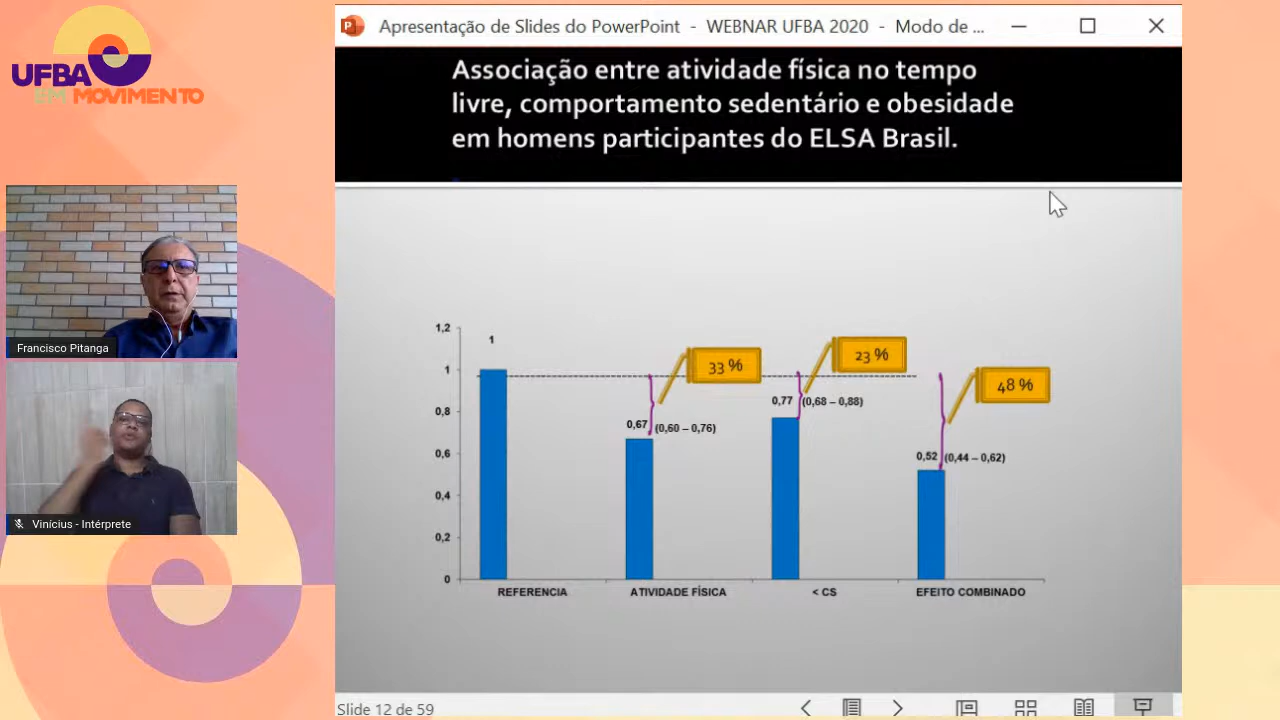 UFBA
EM MOVIMENTO
Francisco Pitanga
Vinícius - Intérprete
Apresentação de Slides do PowerPoint - WEBNAR UFBA 2020 - Modo de ...
Associação entre atividade física no tempo
livre, comportamento sedentário e obesidade
em homens participantes do ELSA Brasil.
1,2
1
0,8
0,6
0,4
0,2
0
1
33 %
0,67 (0,60 – 0,76)
23 %
0,77 (0,68 – 0,88)
48 %
0,52 (0,44 – 0,62)
REFERENCIA
ATIVIDADE FÍSICA
< CS
EFEITO COMBINADO
Slide 12 de 59